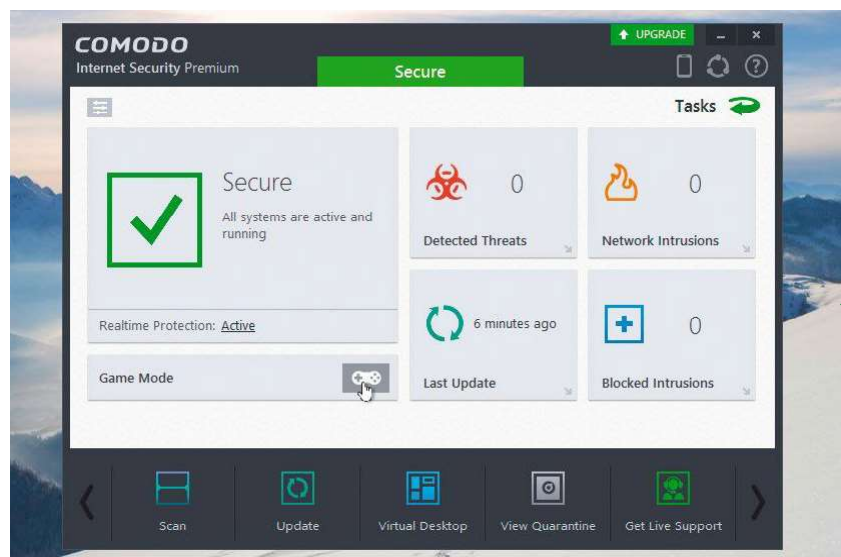 UPGRADE
COMODO
Internet Security Premium
Secure
?
Tasks
Secure
All systems are active and
running
Realtime Protection: Active
Game Mode
0
Detected Threats
0
Network Intrusions
6 minutes ago
Last Update
0
Blocked Intrusions
Scan
Update
Virtual Desktop
View Quarantine
Get Live Support